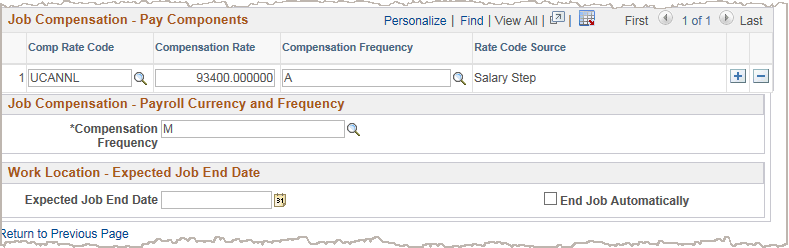 Job Compensation - Pay Components Personalize | Find | View All | First 1 of 1 Last
Comp Rate Code Compensation Rate Compensation Frequency Rate Code Source
1 UCANNL 93400.000000 A Salary Step
Job Compensation - Payroll Currency and Frequency
*Compensation Frequency M
Work Location - Expected Job End Date
Expected Job End Date 31 End Job Automatically
Return to Previous Page